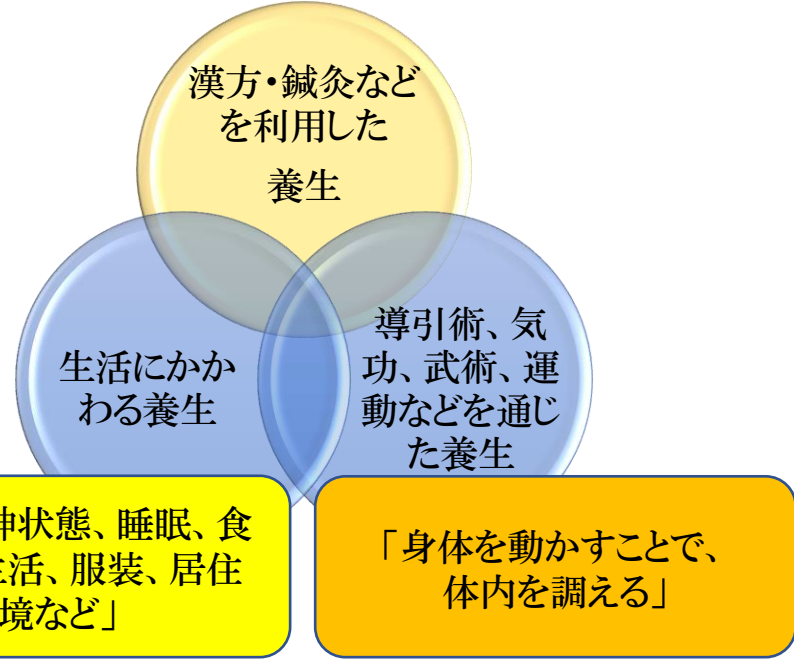 漢方・鍼灸など
を利用した
養生
生活にかか
わる養生
導引術、気
功、武術、運
動などを通じ
た養生
神状態、睡眠、食
生活、服装、居住
境など」
「身体を動かすことで、
体内を調える」